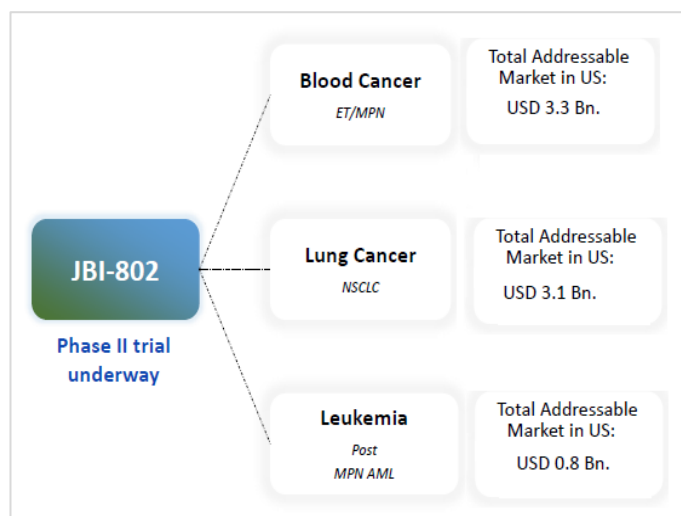 Blood Cancer
ET/MPN
Total Addressable
Market in US:
USD 3.3 Bn.
JBI-802
Phase II trial
underway
Lung Cancer
NSCLC
Total Addressable
Market in US:
USD 3.1 Bn.
Leukemia
Post
MPN AML
Total Addressable
Market in US:
USD 0.8 Bn.